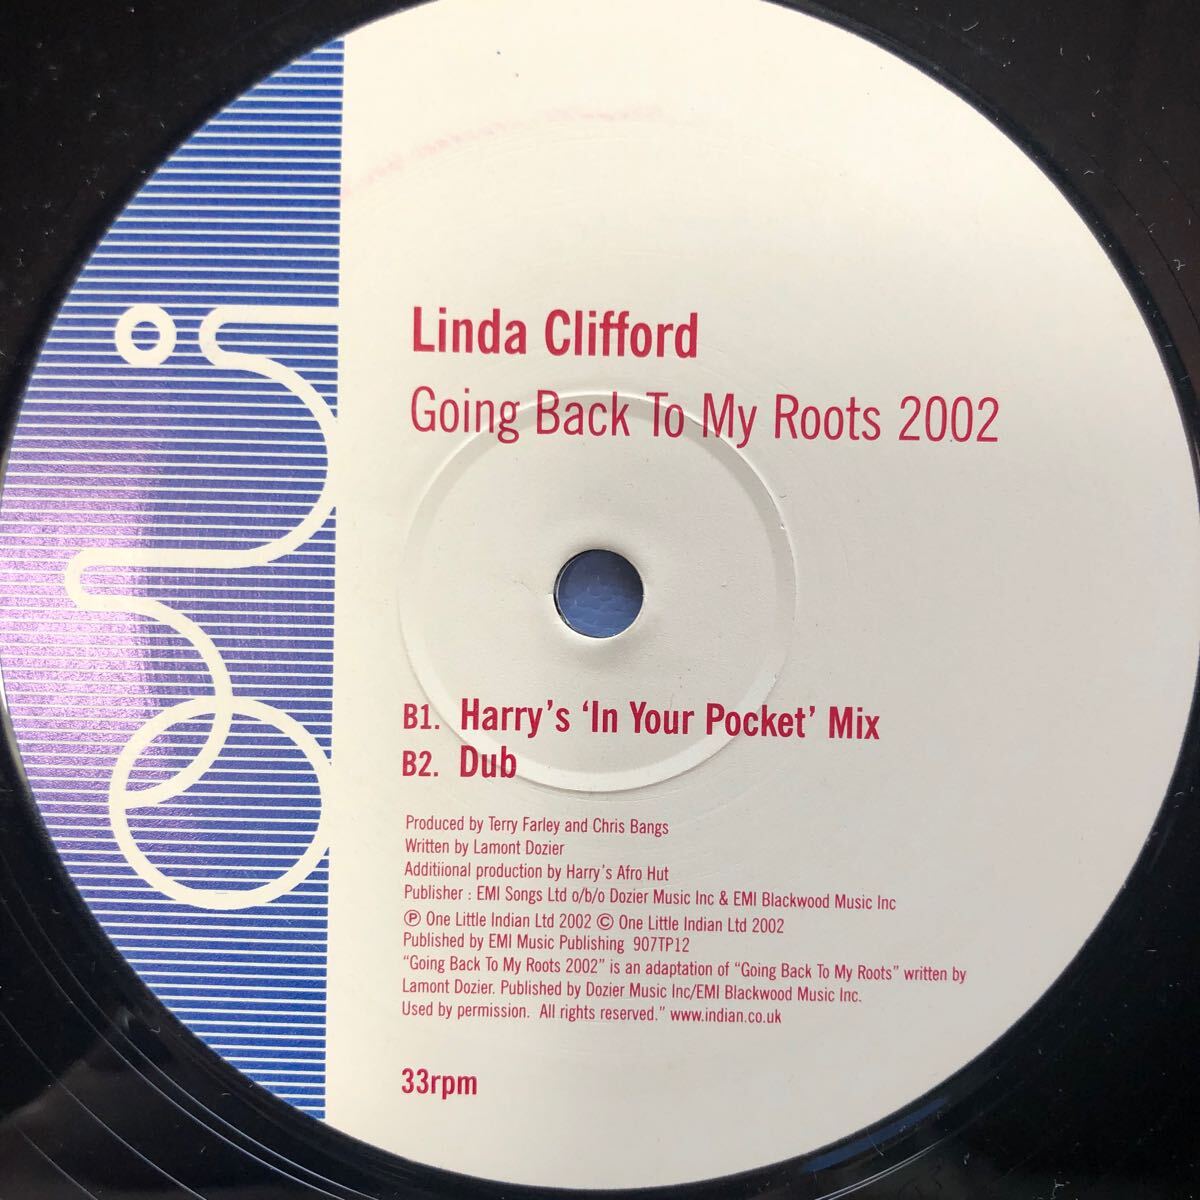 Linda Clifford
Going Back To My Roots 2002
B1. Harry's 'In Your Pocket' Mix
B2. Dub
Produced by Terry Farley and Chris Bangs
Written by Lamont Dozier
Additiional production by Harry's Afro Hut
Publisher : EMI Songs Ltd o/b/o Dozier Music Inc & EMI Blackwood Music Inc
℗ One Little Indian Ltd 2002 © One Little Indian Ltd 2002
Published by EMI Music Publishing 907TP12
“Going Back To My Roots 2002” is an adaptation of “Going Back To My Roots” written by
Lamont Dozier. Published by Dozier Music Inc/EMI Blackwood Music Inc.
Used by permission. All rights reserved.” www.indian.co.uk
33rpm